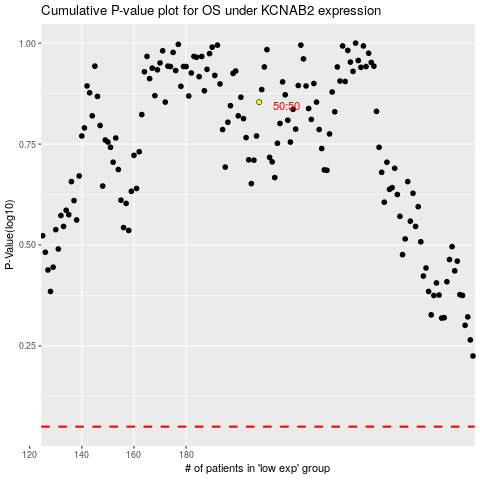 Cumulative P-value plot for OS under KCNAB2 expression
P-Value(log10)
1.00
0.75
0.50
0.25
50:50
120 140 160 180
# of patients in 'low exp' group